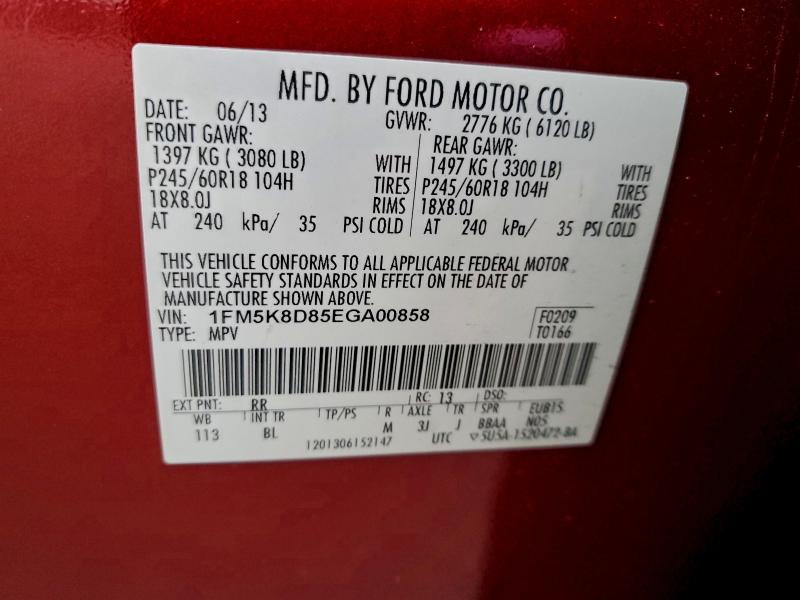 MFD. BY FORD MOTOR CO.
DATE: 06/13 GVWR: 2776 KG ( 6120 LB)
FRONT GAWR: REAR GAWR:
1397 KG ( 3080 LB) WITH 1497 KG ( 3300 LB) WITH
P245/60R18 104H TIRES P245/60R18 104H TIRES
18X8.0J RIMS 18X8.0J RIMS
AT 240 kPa/ 35 PSI COLD AT 240 kPa/ 35 PSI COLD
THIS VEHICLE CONFORMS TO ALL APPLICABLE FEDERAL MOTOR
VEHICLE SAFETY STANDARDS IN EFFECT ON THE DATE OF
MANUFACTURE SHOWN ABOVE.
VIN: 1FM5K8D85EGA00858 F0209
TYPE: MPV T0166
EXT PNT: RR RC: 13 DSO:
WB INT TR TP/PS R AXLE TR SPR EUB15
113 BL M 3J J BBAA N05
1201306152147 UTC ▽5U5A-1520472-BA